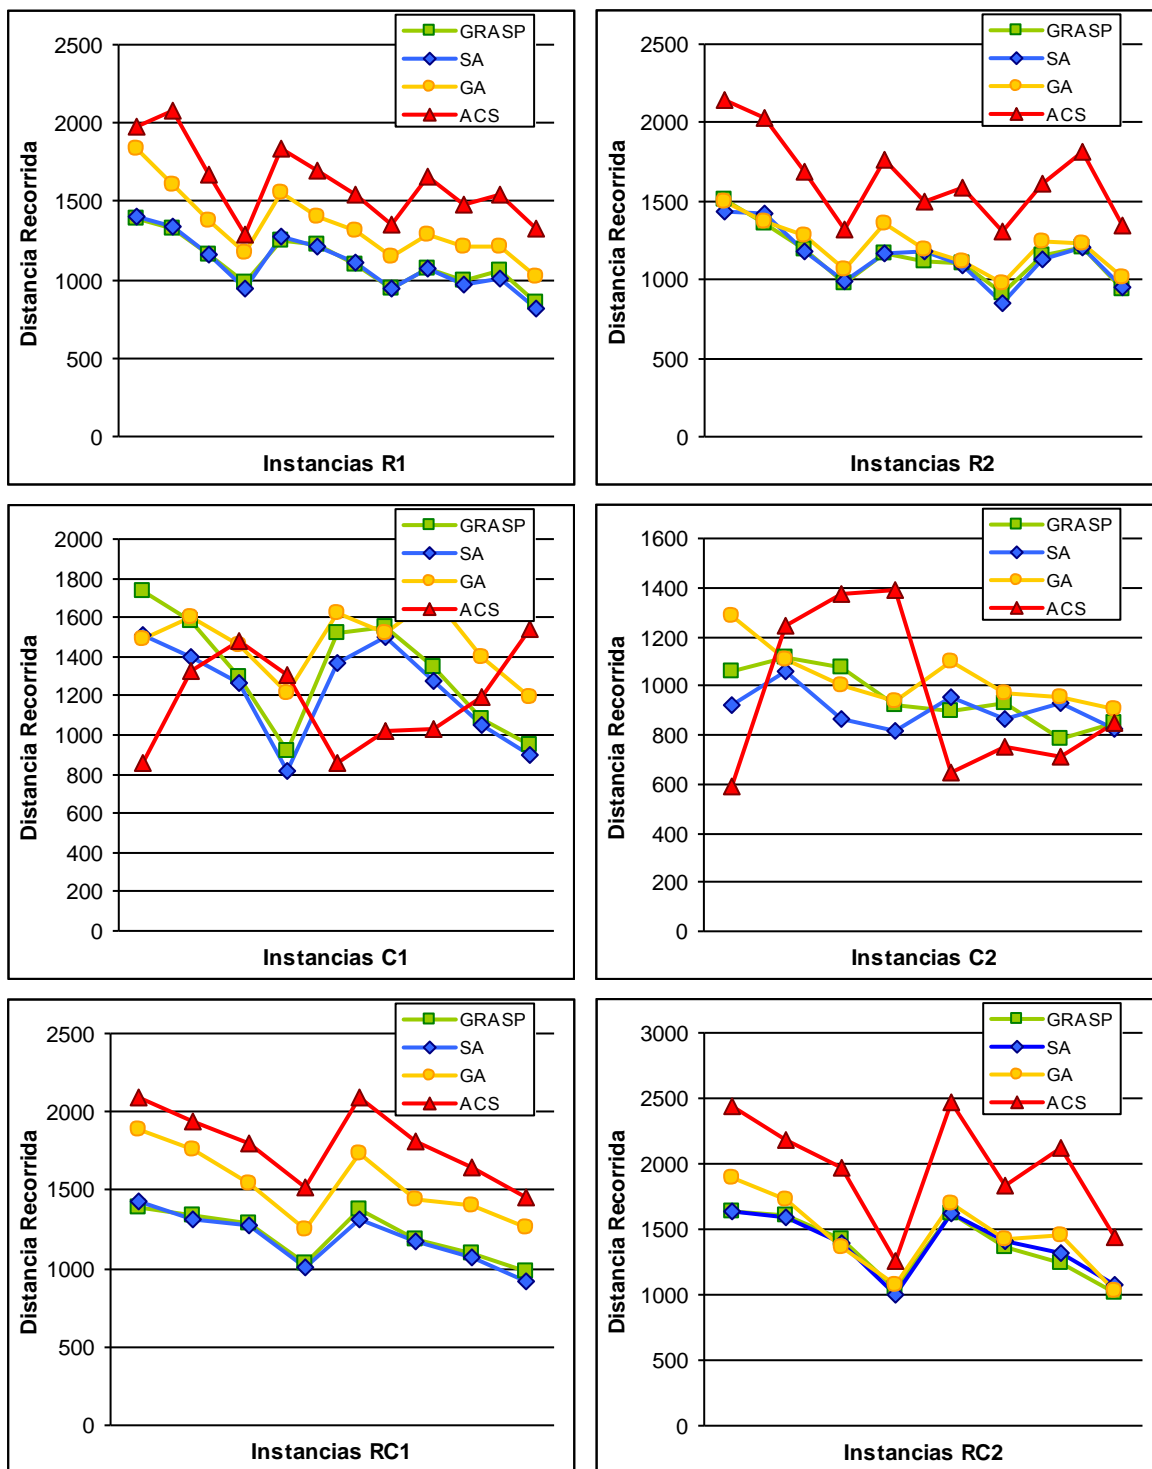 GRASP
SA
GA
ACS
2500
2000
1500
1000
500
0
Distancia Recorrida
Instancias R1
GRASP
SA
GA
ACS
2500
2000
1500
1000
500
0
Distancia Recorrida
Instancias R2
GRASP
SA
GA
ACS
2000
1800
1600
1400
1200
1000
800
600
400
200
0
Distancia Recorrida
Instancias C1
GRASP
SA
GA
ACS
1600
1400
1200
1000
800
600
400
200
0
Distancia Recorrida
Instancias C2
GRASP
SA
GA
ACS
2500
2000
1500
1000
500
0
Distancia Recorrida
Instancias RC1
GRASP
SA
GA
ACS
3000
2500
2000
1500
1000
500
0
Distancia Recorrida
Instancias RC2